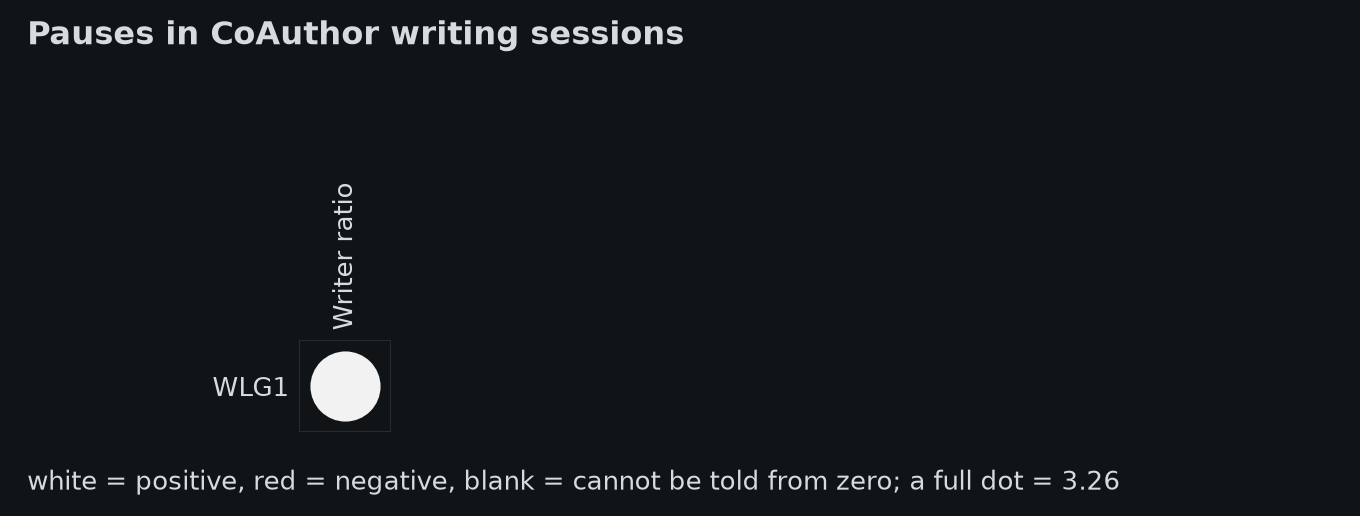 Pauses in CoAuthor writing sessions
Writer ratio
WLG1
white = positive, red = negative, blank = cannot be told from zero; a full dot = 3.26